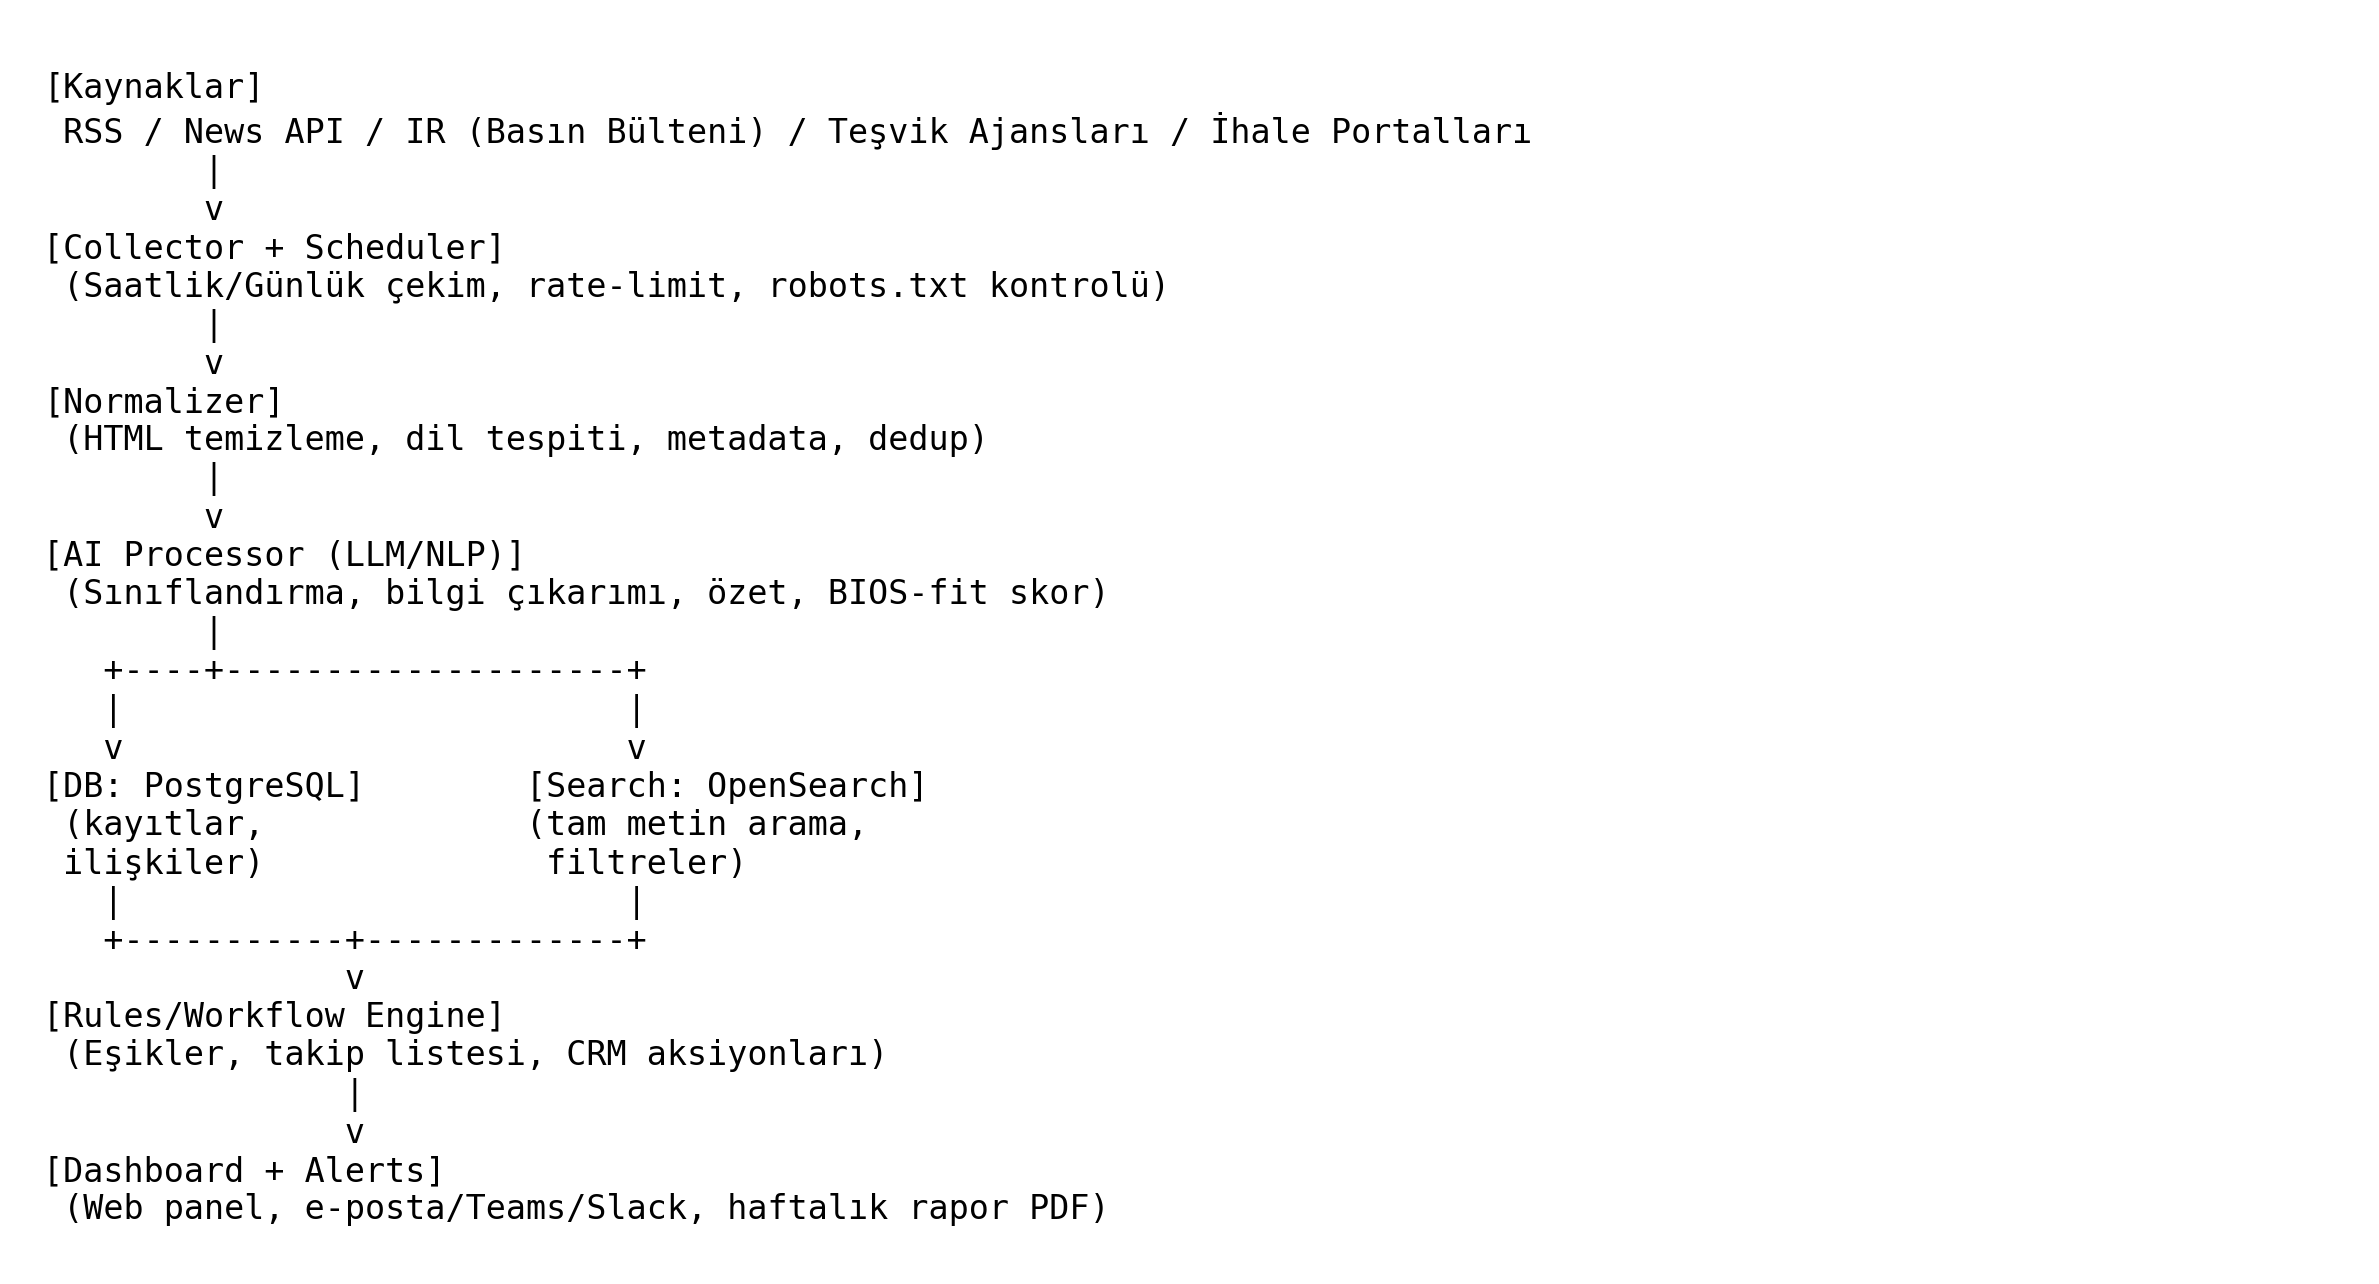 [Kaynaklar]
 RSS / News API / IR (Basın Bülteni) / Teşvik Ajansları / İhale Portalları
        |
        v
[Collector + Scheduler]
 (Saatlik/Günlük çekim, rate-limit, robots.txt kontrolü)
        |
        v
[Normalizer]
 (HTML temizleme, dil tespiti, metadata, dedup)
        |
        v
[AI Processor (LLM/NLP)]
 (Sınıflandırma, bilgi çıkarımı, özet, BIOS-fit skor)
        |
   +----+--------------------+
   |                         |
   v                         v
[DB: PostgreSQL]        [Search: OpenSearch]
 (kayıtlar,             (tam metin arama,
 ilişkiler)              filtreler)
   |                         |
   +-----------+-------------+
               v
[Rules/Workflow Engine]
 (Eşikler, takip listesi, CRM aksiyonları)
               |
               v
[Dashboard + Alerts]
 (Web panel, e-posta/Teams/Slack, haftalık rapor PDF)